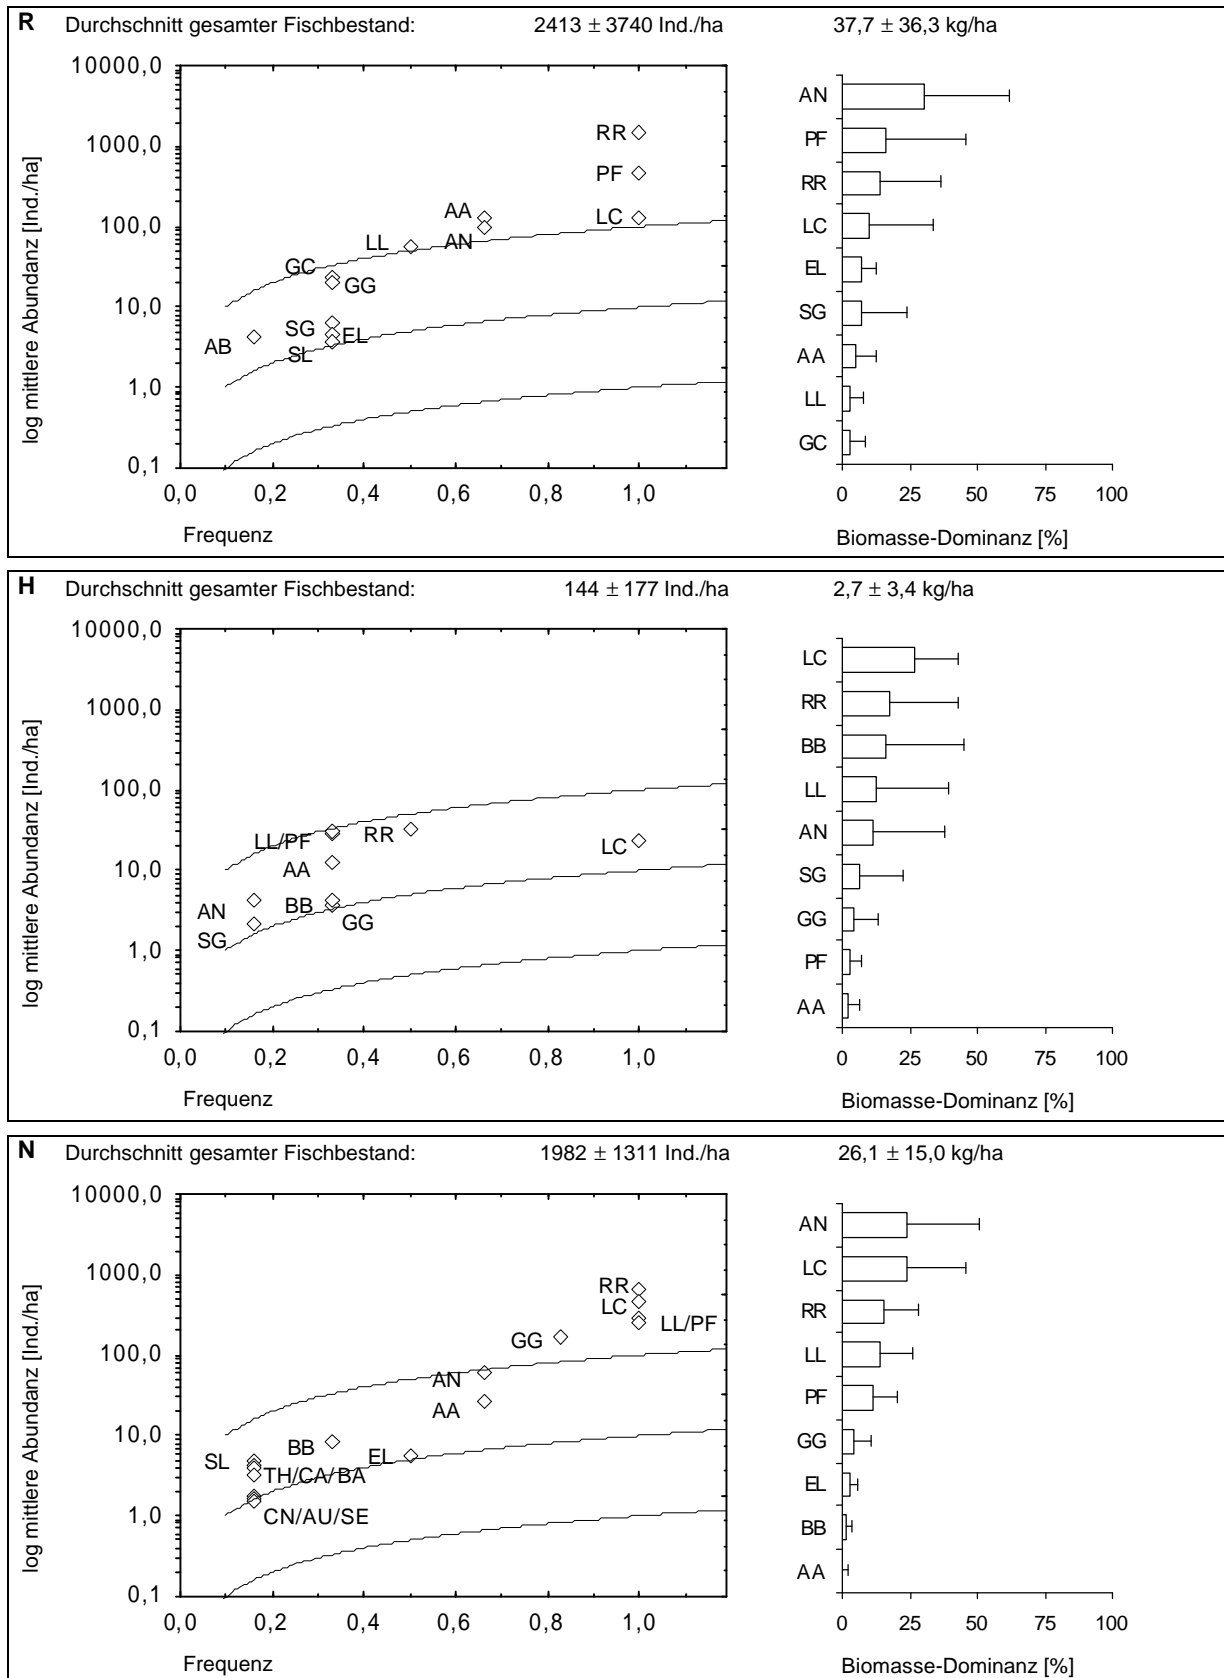 R Durchschnitt gesamter Fischbestand: 2413 ± 3740 Ind./ha 37,7 ± 36,3 kg/ha
log mittlere Abundanz [Ind./ha]
10000,0
1000,0
100,0
10,0
1,0
0,1
RR
PF
AA
LC
LL
AN
GC
GG
SG
EL
AB
SL
0,0 0,2 0,4 0,6 0,8 1,0
Frequenz
AN
PF
RR
LC
EL
SG
AA
LL
GC
0 25 50 75 100
Biomasse-Dominanz [%]
H Durchschnitt gesamter Fischbestand: 144 ± 177 Ind./ha 2,7 ± 3,4 kg/ha
log mittlere Abundanz [Ind./ha]
10000,0
1000,0
100,0
10,0
1,0
0,1
LL/PF
RR
LC
AA
AN
BB
GG
SG
0,0 0,2 0,4 0,6 0,8 1,0
Frequenz
LC
RR
BB
LL
AN
SG
GG
PF
AA
0 25 50 75 100
Biomasse-Dominanz [%]
N Durchschnitt gesamter Fischbestand: 1982 ± 1311 Ind./ha 26,1 ± 15,0 kg/ha
log mittlere Abundanz [Ind./ha]
10000,0
1000,0
100,0
10,0
1,0
0,1
RR
LC
LL/PF
GG
AN
AA
BB
EL
SL
TH/CA/BA
CN/AU/SE
0,0 0,2 0,4 0,6 0,8 1,0
Frequenz
AN
LC
RR
LL
PF
GG
EL
BB
AA
0 25 50 75 100
Biomasse-Dominanz [%]